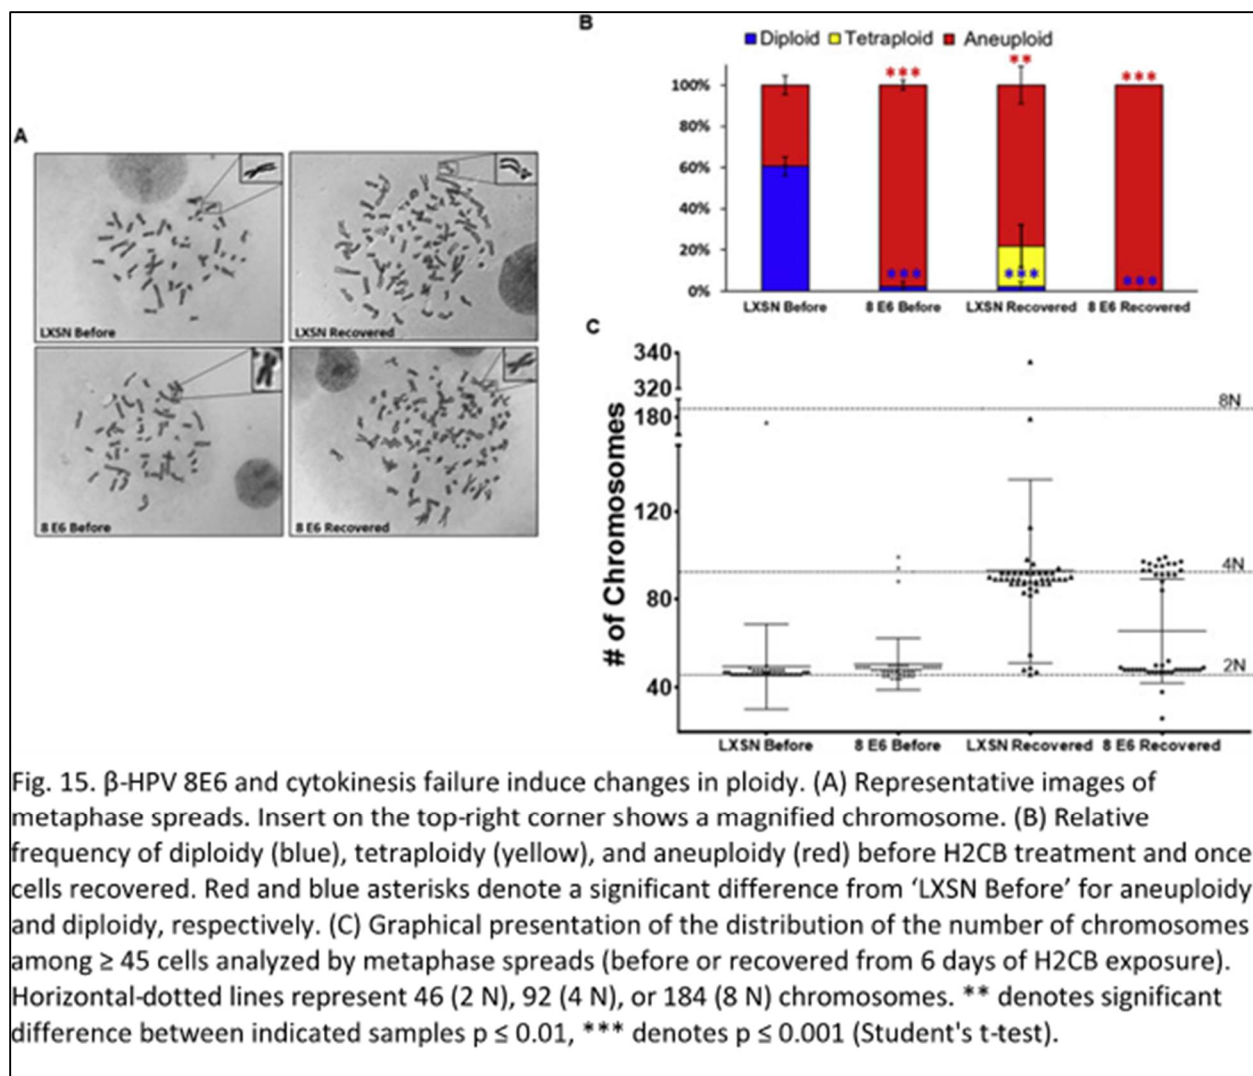 B
Diploid Tetraploid Aneuploid
*** ** ***
100%
80%
60%
40%
20%
0%
*** *** ***
LXSN Before 8 E6 Before LXSN Recovered 8 E6 Recovered
A
LXSN Before
LXSN Recovered
8 E6 Before
8 E6 Recovered
C
# of Chromosomes
340
320
180
120
80
40
8N
4N
2N
LXSN Before 8 E6 Before LXSN Recovered 8 E6 Recovered
Fig. 15. β-HPV 8E6 and cytokinesis failure induce changes in ploidy. (A) Representative images of
metaphase spreads. Insert on the top-right corner shows a magnified chromosome. (B) Relative
frequency of diploidy (blue), tetraploidy (yellow), and aneuploidy (red) before H2CB treatment and once
cells recovered. Red and blue asterisks denote a significant difference from ‘LXSN Before’ for aneuploidy
and diploidy, respectively. (C) Graphical presentation of the distribution of the number of chromosomes
among ≥ 45 cells analyzed by metaphase spreads (before or recovered from 6 days of H2CB exposure).
Horizontal-dotted lines represent 46 (2 N), 92 (4 N), or 184 (8 N) chromosomes. ** denotes significant
difference between indicated samples p ≤ 0.01, *** denotes p ≤ 0.001 (Student's t-test).